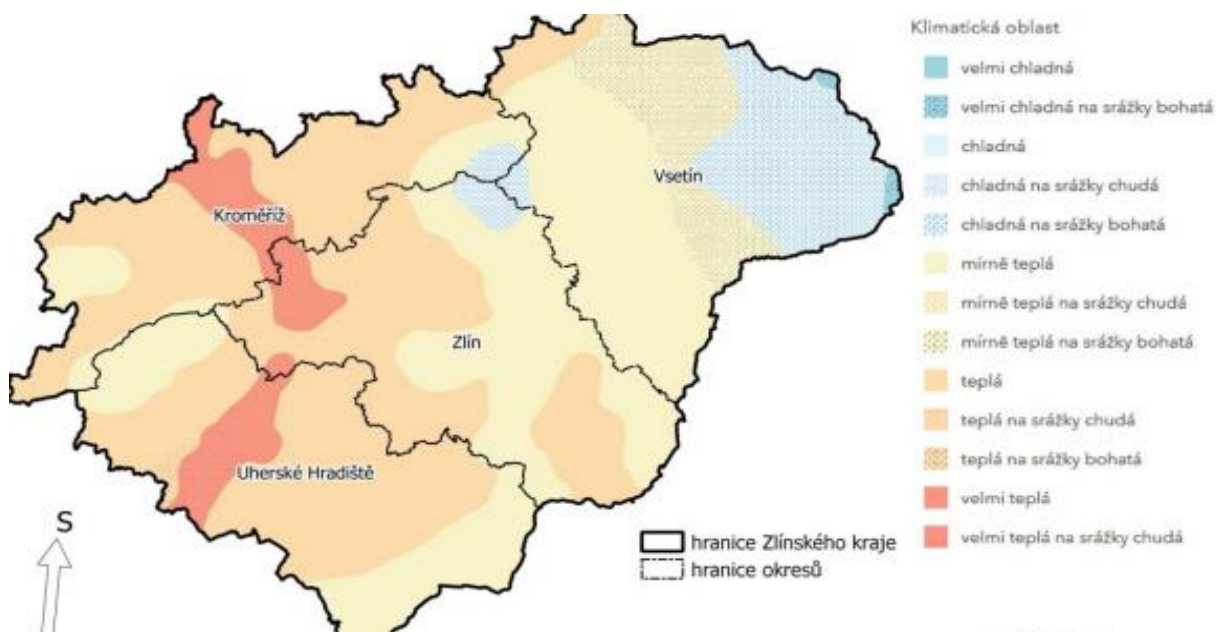 Klimatická oblast
velmi chladná
velmi chladná na srážky bohatá
chladná
chladná na srážky chudá
chladná na srážky bohatá
mírně teplá
mírně teplá na srážky chudá
mírně teplá na srážky bohatá
teplá
teplá na srážky chudá
teplá na srážky bohatá
velmi teplá
velmi teplá na srážky chudá
Vsetín
Kroměříž
Zlín
Uherské Hradiště
S
hranice Zlínského kraje
hranice okresů